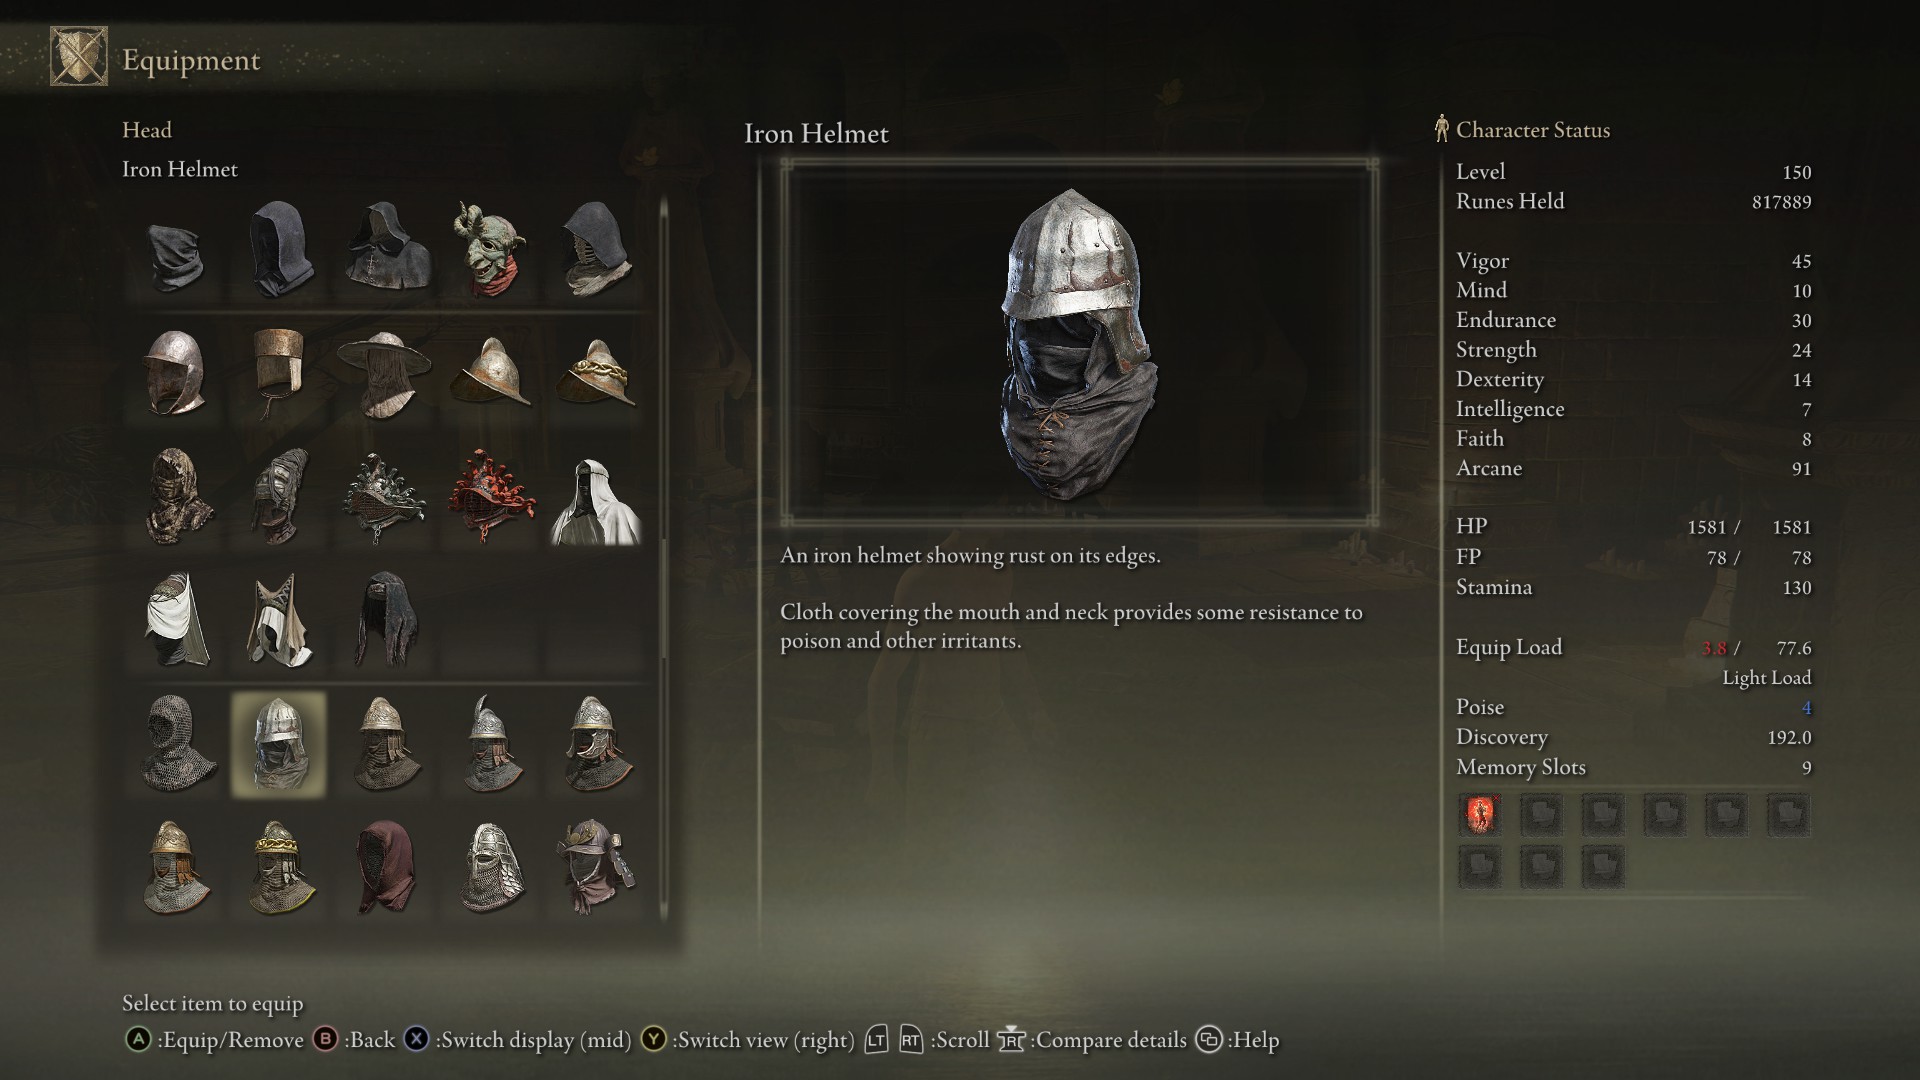 Equipment
Head
Iron Helmet
Iron Helmet
An iron helmet showing rust on its edges.
Cloth covering the mouth and neck provides some resistance to
poison and other irritants.
Character Status
Level 150
Runes Held 817889
Vigor 45
Mind 10
Endurance 30
Strength 24
Dexterity 14
Intelligence 7
Faith 8
Arcane 91
HP 1581 / 1581
FP 78 / 78
Stamina 130
Equip Load 3.8 / 77.6
Light Load
Poise 4
Discovery 192.0
Memory Slots 9
Select item to equip
A :Equip/Remove B :Back X :Switch display (mid) Y :Switch view (right) LT RT :Scroll R :Compare details :Help